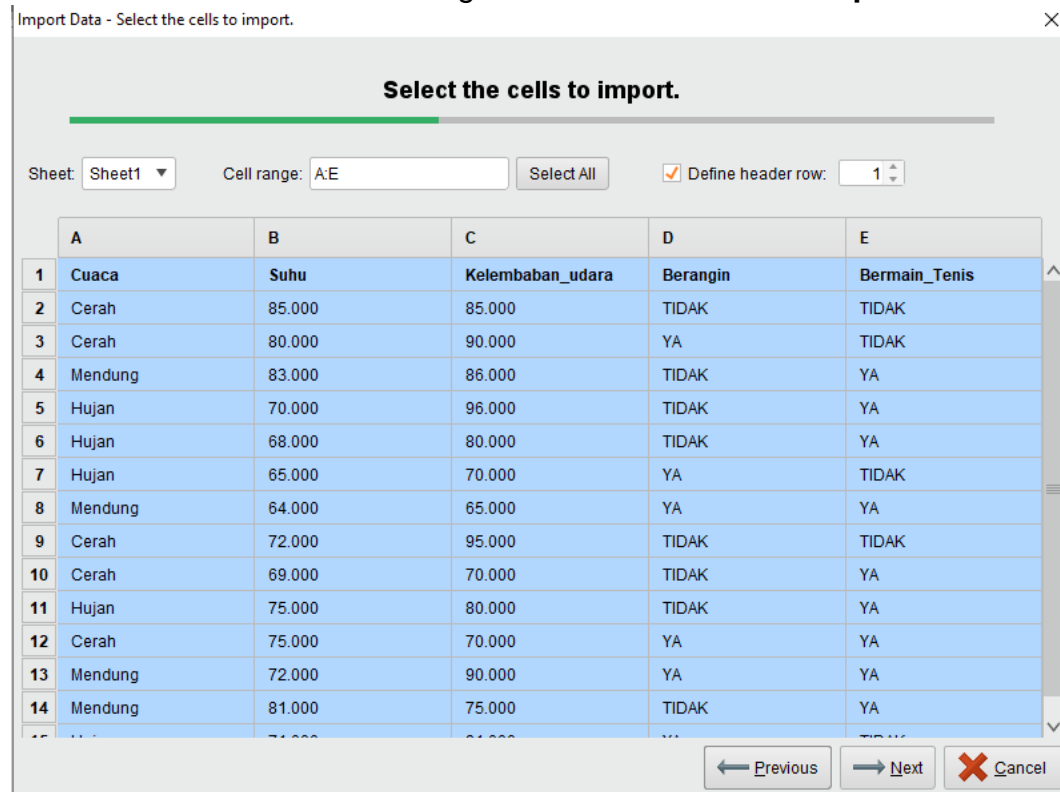 Import Data - Select the cells to import.
Select the cells to import.
Sheet: Sheet1 Cell range: A:E Select All Define header row: 1
A B C D E
1 Cuaca Suhu Kelembaban_udara Berangin Bermain_Tenis
2 Cerah 85.000 85.000 TIDAK TIDAK
3 Cerah 80.000 90.000 YA TIDAK
4 Mendung 83.000 86.000 TIDAK YA
5 Hujan 70.000 96.000 TIDAK YA
6 Hujan 68.000 80.000 TIDAK YA
7 Hujan 65.000 70.000 YA TIDAK
8 Mendung 64.000 65.000 YA YA
9 Cerah 72.000 95.000 TIDAK TIDAK
10 Cerah 69.000 70.000 TIDAK YA
11 Hujan 75.000 80.000 TIDAK YA
12 Cerah 75.000 70.000 YA YA
13 Mendung 72.000 90.000 YA YA
14 Mendung 81.000 75.000 TIDAK YA
Previous Next Cancel